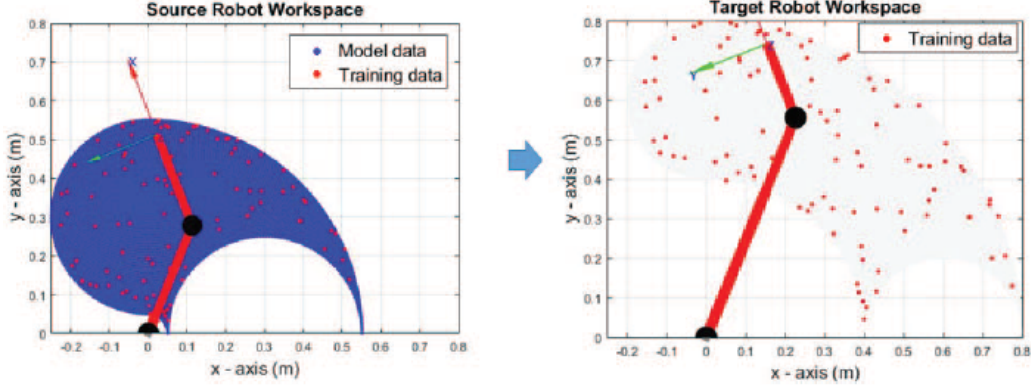 Source Robot Workspace
0.8
0.7
0.6
0.5
0.4
0.3
0.2
0.1
0
y - axis (m)
Model data
Training data
X
-0.2 -0.1 0 0.1 0.2 0.3 0.4 0.5 0.6 0.7 0.8
x - axis (m)
Target Robot Workspace
0.8
0.7
0.6
0.5
0.4
0.3
0.2
0.1
0
y - axis (m)
Training data
Y
-0.2 -0.1 0 0.1 0.2 0.3 0.4 0.5 0.6 0.7 0.8
x - axis (m)